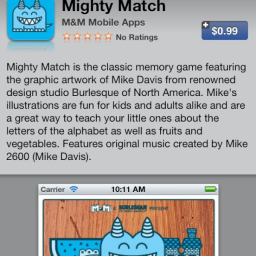 Mighty Match
M&M Mobile Apps
No Ratings
$0.99
Mighty Match is the classic memory game featuring
the graphic artwork of Mike Davis from renowned
design studio Burlesque of North America. Mike's
illustrations are fun for kids and adults alike and are
a great way to teach your little ones about the
letters of the alphabet as well as fruits and
vegetables. Features original music created by Mike
2600 (Mike Davis).
Carrier 10:11 AM
M&M BURLESQUE